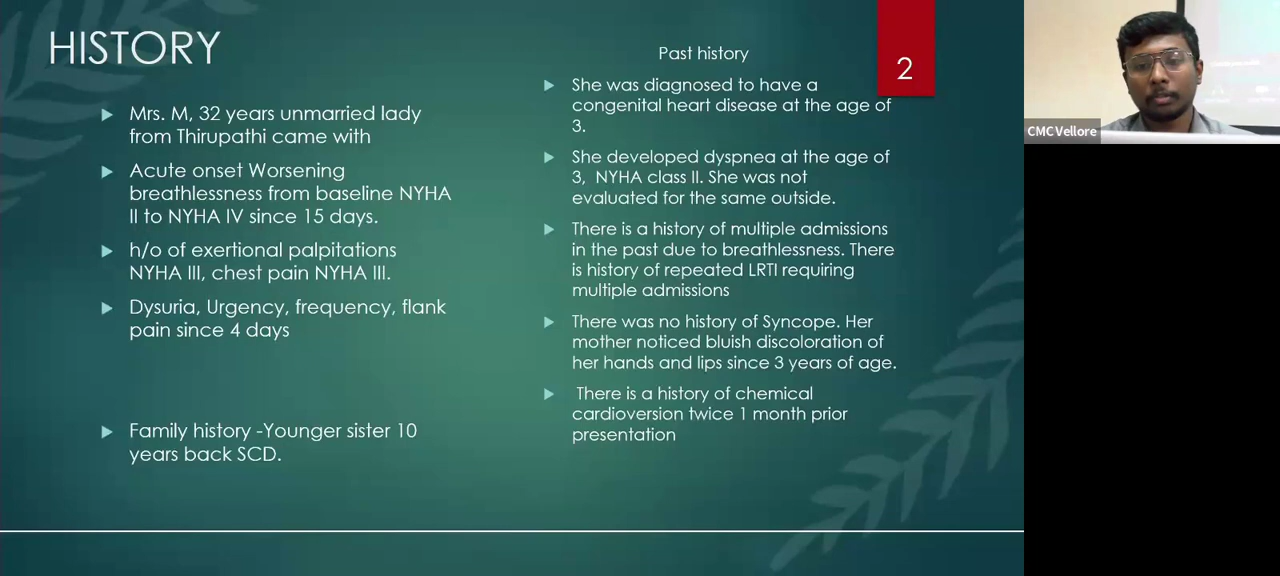 HISTORY
Mrs. M, 32 years unmarried lady
from Thirupathi came with
Acute onset Worsening
breathlessness from baseline NYHA
II to NYHA IV since 15 days.
h/o of exertional palpitations
NYHA III, chest pain NYHA III.
Dysuria, Urgency, frequency, flank
pain since 4 days
Family history -Younger sister 10
years back SCD.
Past history
She was diagnosed to have a
congenital heart disease at the age of
3.
She developed dyspnea at the age of
3, NYHA class II. She was not
evaluated for the same outside.
There is a history of multiple admissions
in the past due to breathlessness. There
is history of repeated LRTI requiring
multiple admissions
There was no history of Syncope. Her
mother noticed bluish discoloration of
her hands and lips since 3 years of age.
There is a history of chemical
cardioversion twice 1 month prior
presentation
2
CMC Vellore